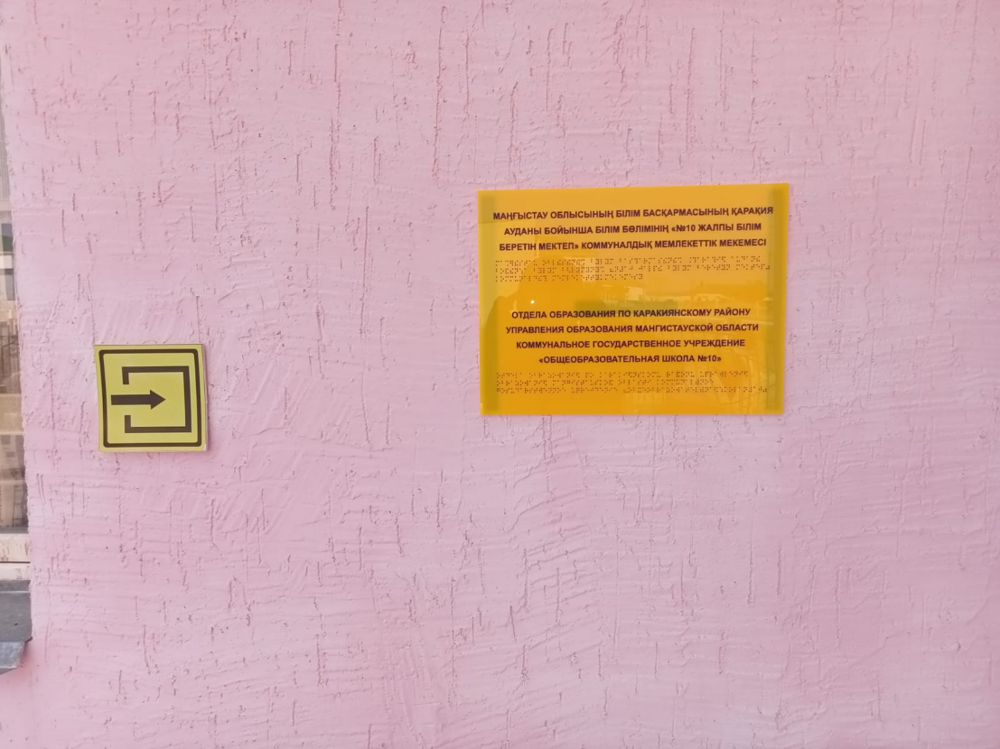 МАҢҒЫСТАУ ОБЛЫСЫНЫҢ БІЛІМ БАСҚАРМАСЫНЫҢ ҚАРАҚИЯ
АУДАНЫ БОЙЫНША БІЛІМ БӨЛІМІНІҢ «№10 ЖАЛПЫ БІЛІМ
БЕРЕТІН МЕКТЕП» КОММУНАЛДЫҚ МЕМЛЕКЕТТІК МЕКЕМЕСІ
ОТДЕЛА ОБРАЗОВАНИЯ ПО КАРАКИЯНСКОМУ РАЙОНУ
УПРАВЛЕНИЯ ОБРАЗОВАНИЯ МАНГИСТАУСКОЙ ОБЛАСТИ
КОММУНАЛЬНОЕ ГОСУДАРСТВЕННОЕ УЧРЕЖДЕНИЕ
«ОБЩЕОБРАЗОВАТЕЛЬНАЯ ШКОЛА №10»